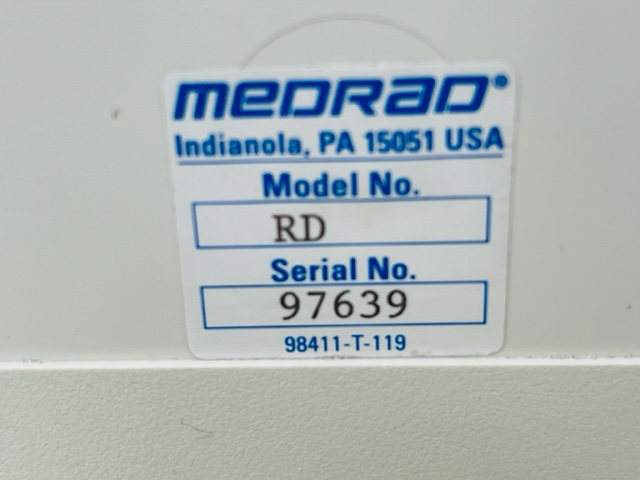 MEDRAD®
Indianola, PA 15051 USA
Model No.
RD
Serial No.
97639
98411-T-119